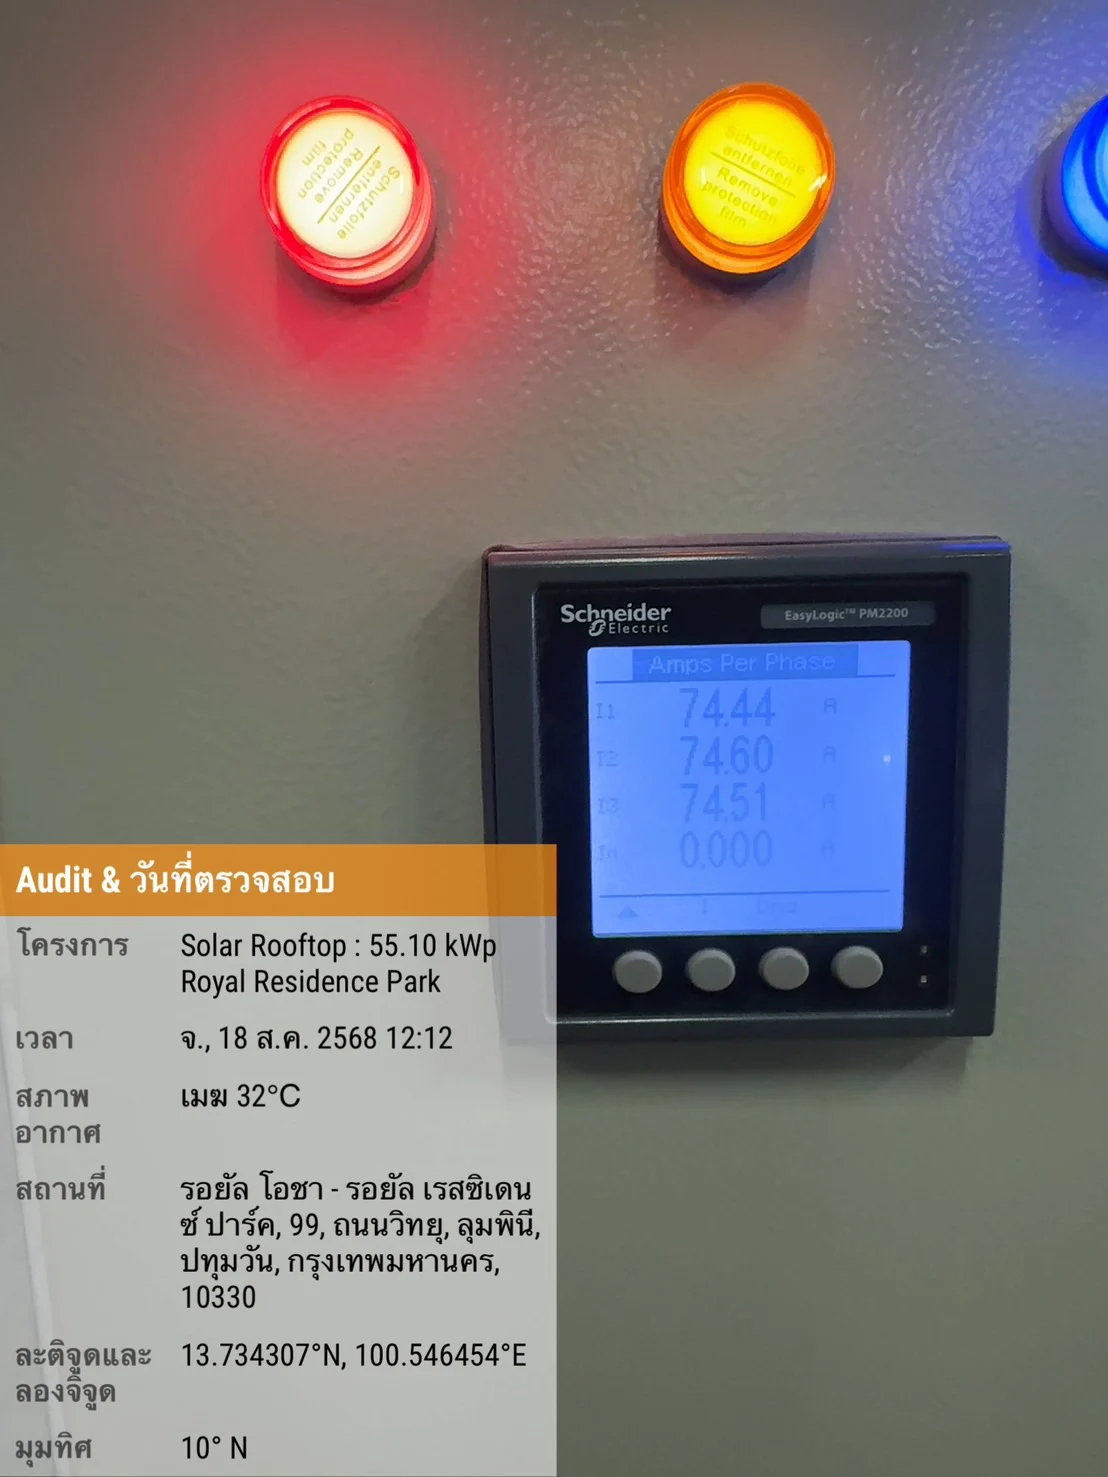 Schutzfolie
entfernen
Remove
protection
film
Schutzfolie
entfernen
Remove
protection
film
Schneider
Electric
EasyLogic™ PM2200
Amps Per Phase
I1 74.44 A
I2 74.60 A
I3 74.51 A
In 0.000 A
I
Audit & วันที่ตรวจสอบ
โครงการ Solar Rooftop : 55.10 kWp
Royal Residence Park
เวลา จ., 18 ส.ค. 2568 12:12
สภาพ เมฆ 32°C
อากาศ
สถานที่ รอยัล โอชา - รอยัล เรสซิเดน
ซ์ ปาร์ค, 99, ถนนวิทยุ, ลุมพินี,
ปทุมวัน, กรุงเทพมหานคร,
10330
ละติจูดและ 13.734307°N, 100.546454°E
ลองจิจูด
มุมทิศ 10° N